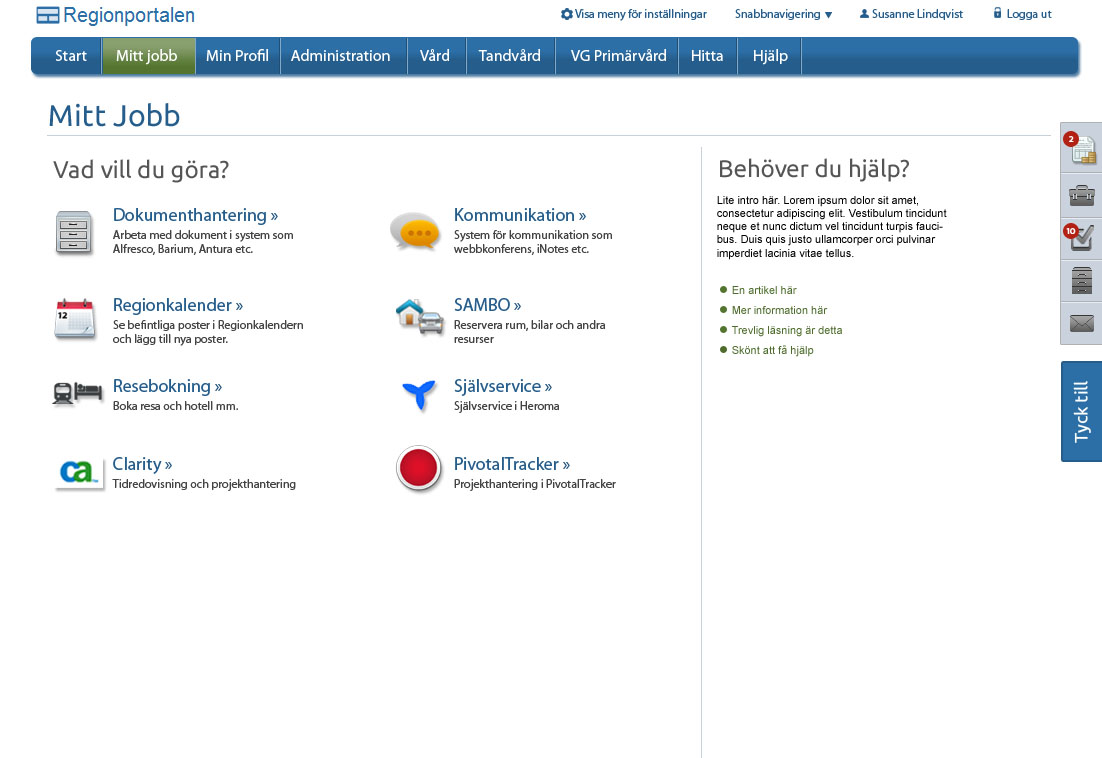 Regionportalen
Visa meny för inställningar
Snabbnavigering
Susanne Lindqvist
Logga ut
Start
Mitt jobb
Min Profil
Administration
Vård
Tandvård
VG Primärvård
Hitta
Hjälp
Mitt Jobb
Vad vill du göra?
Dokumenthantering »
Arbeta med dokument i system som
Alfresco, Barium, Antura etc.
Kommunikation »
System för kommunikation som
webbkonferens, iNotes etc.
12
Regionkalender »
Se befintliga poster i Regionkalendern
och lägg till nya poster.
SAMBO »
Reservera rum, bilar och andra
resurser
Resebokning »
Boka resa och hotell mm.
Självservice »
Självservice i Heroma
ca
Clarity »
Tidredovisning och projekthantering
PivotalTracker »
Projekthantering i PivotalTracker
Behöver du hjälp?
Lite intro här. Lorem ipsum dolor sit amet,
consectetur adipiscing elit. Vestibulum tincidunt
neque et nunc dictum vel tincidunt turpis fauci-
bus. Duis quis justo ullamcorper orci pulvinar
imperdiet lacinia vitae tellus.
En artikel här
Mer information här
Trevlig läsning är detta
Skönt att få hjälp
2
10
Tyck till